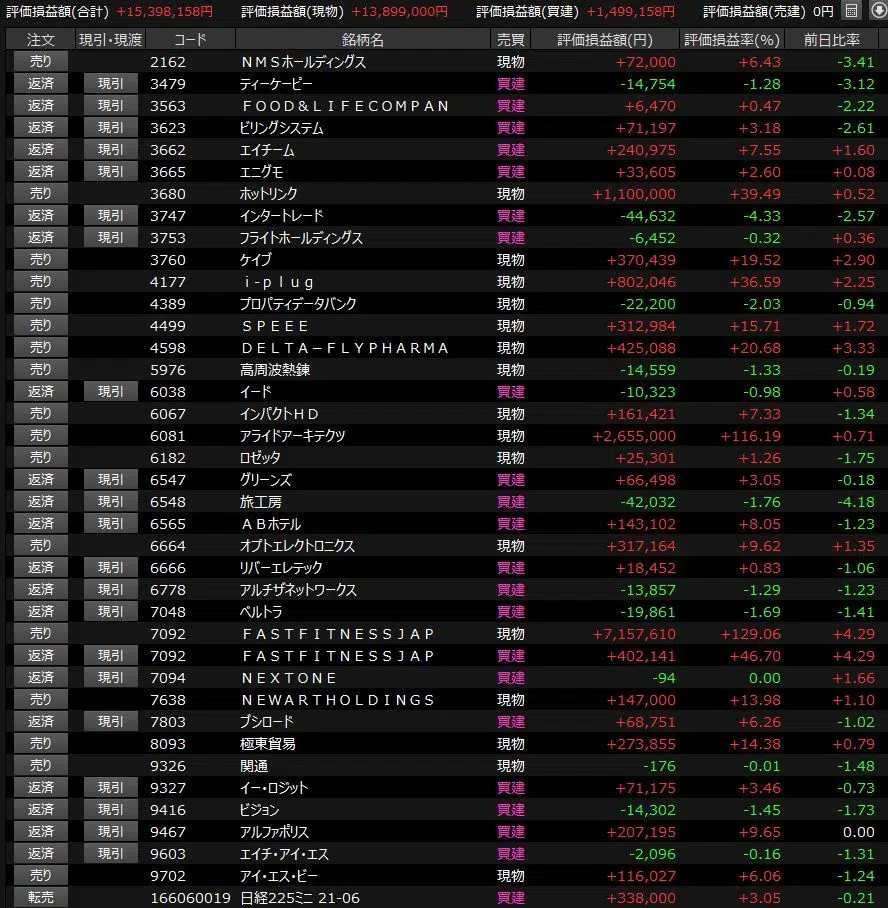 評価損益額(合計) +15,398,158円 評価損益額(現物) +13,899,000円 評価損益額(買建) +1,499,158円 評価損益額(売建) 0円
注文 現引・現渡 コード 銘柄名 売買 評価損益額(円) 評価損益率(%) 前日比率
売り 2162 ＮＭＳホールディングス 現物 +72,000 +6.43 -3.41
返済 現引 3479 ティーケーピー 買建 -14,754 -1.28 -3.12
返済 現引 3563 ＦＯＯＤ＆ＬＩＦＥＣＯＭＰＡＮ 買建 +6,470 +0.47 -2.22
返済 現引 3623 ビリングシステム 買建 +71,197 +3.18 -2.61
返済 現引 3662 エイチーム 買建 +240,975 +7.55 +1.60
返済 現引 3665 エニグモ 買建 +33,605 +2.60 +0.08
売り 3680 ホットリンク 現物 +1,100,000 +39.49 +0.52
返済 現引 3747 インタートレード 買建 -44,632 -4.33 -2.57
返済 現引 3753 フライトホールディングス 買建 -6,452 -0.32 +0.36
売り 3760 ケイブ 現物 +370,439 +19.52 +2.90
売り 4177 ｉ-ｐｌｕｇ 現物 +802,046 +36.59 +2.25
売り 4389 プロパティデータバンク 現物 -22,200 -2.03 -0.94
売り 4499 ＳＰＥＥＥ 現物 +312,984 +15.71 +1.72
売り 4598 ＤＥＬＴＡ－ＦＬＹＰＨＡＲＭＡ 現物 +425,088 +20.68 +3.33
売り 5976 高周波熱錬 現物 -14,559 -1.33 -0.19
返済 現引 6038 イード 買建 -10,323 -0.98 +0.58
売り 6067 インパクトＨＤ 現物 +161,421 +7.33 -1.34
売り 6081 アライドアーキテクツ 現物 +2,655,000 +116.19 +0.71
売り 6182 ロゼッタ 現物 +25,301 +1.26 -1.75
返済 現引 6547 グリーンズ 買建 +66,498 +3.05 -0.18
返済 現引 6548 旅工房 買建 -42,032 -1.76 -4.18
返済 現引 6565 ＡＢホテル 買建 +143,102 +8.05 -1.23
売り 6664 オプトエレクトロニクス 現物 +317,164 +9.62 +1.35
返済 現引 6666 リバーエレテック 買建 +18,452 +0.83 -1.06
返済 現引 6778 アルチザネットワークス 買建 -13,857 -1.29 -1.23
返済 現引 7048 ベルトラ 買建 -19,861 -1.69 -1.41
売り 7092 ＦＡＳＴＦＩＴＮＥＳＳＪＡＰ 現物 +7,157,610 +129.06 +4.29
返済 現引 7092 ＦＡＳＴＦＩＴＮＥＳＳＪＡＰ 買建 +402,141 +46.70 +4.29
返済 現引 7094 ＮＥＸＴＯＮＥ 買建 -94 0.00 +1.66
売り 7638 ＮＥＷＡＲＴＨＯＬＤＩＮＧＳ 現物 +147,000 +13.98 +1.10
返済 現引 7803 ブシロード 買建 +68,751 +6.26 -1.02
売り 8093 極東貿易 現物 +273,855 +14.38 +0.79
売り 9326 関通 現物 -176 -0.01 -1.48
返済 現引 9327 イー・ロジット 買建 +71,175 +3.46 -0.73
返済 現引 9416 ビジョン 買建 -14,302 -1.45 -1.73
返済 現引 9467 アルファポリス 買建 +207,195 +9.65 0.00
返済 現引 9603 エイチ・アイ・エス 買建 -2,096 -0.16 -1.31
売り 9702 アイ・エス・ビー 現物 +116,027 +6.06 -1.24
転売 166060019 日経225ミニ 21-06 買建 +338,000 +3.05 -0.21